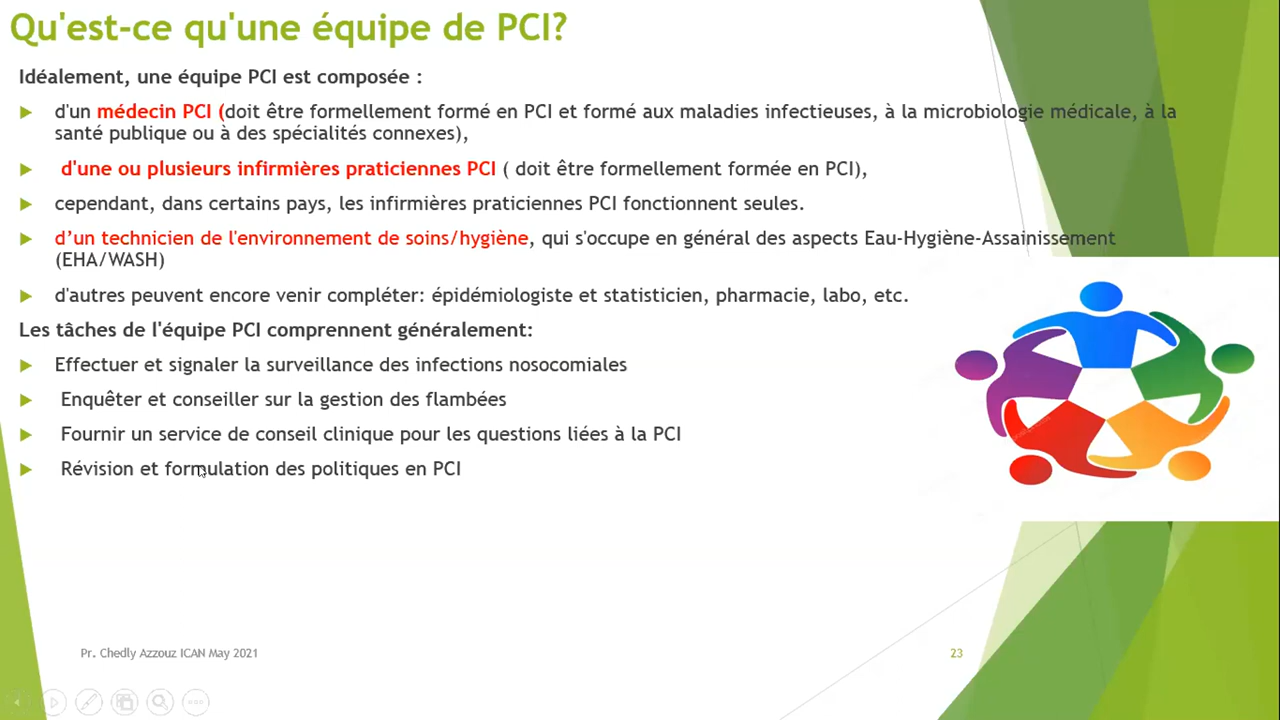 Qu'est-ce qu'une équipe de PCI?
Idéalement, une équipe PCI est composée :
d'un médecin PCI (doit être formellement formé en PCI et formé aux maladies infectieuses, à la microbiologie médicale, à la
santé publique ou à des spécialités connexes),
d'une ou plusieurs infirmières praticiennes PCI ( doit être formellement formée en PCI),
cependant, dans certains pays, les infirmières praticiennes PCI fonctionnent seules.
d’un technicien de l'environnement de soins/hygiène, qui s'occupe en général des aspects Eau-Hygiène-Assainissement
(EHA/WASH)
d'autres peuvent encore venir compléter: épidémiologiste et statisticien, pharmacie, labo, etc.
Les tâches de l'équipe PCI comprennent généralement:
Effectuer et signaler la surveillance des infections nosocomiales
Enquêter et conseiller sur la gestion des flambées
Fournir un service de conseil clinique pour les questions liées à la PCI
Révision et formulation des politiques en PCI
Pr. Chedly Azzouz ICAN May 2021
23